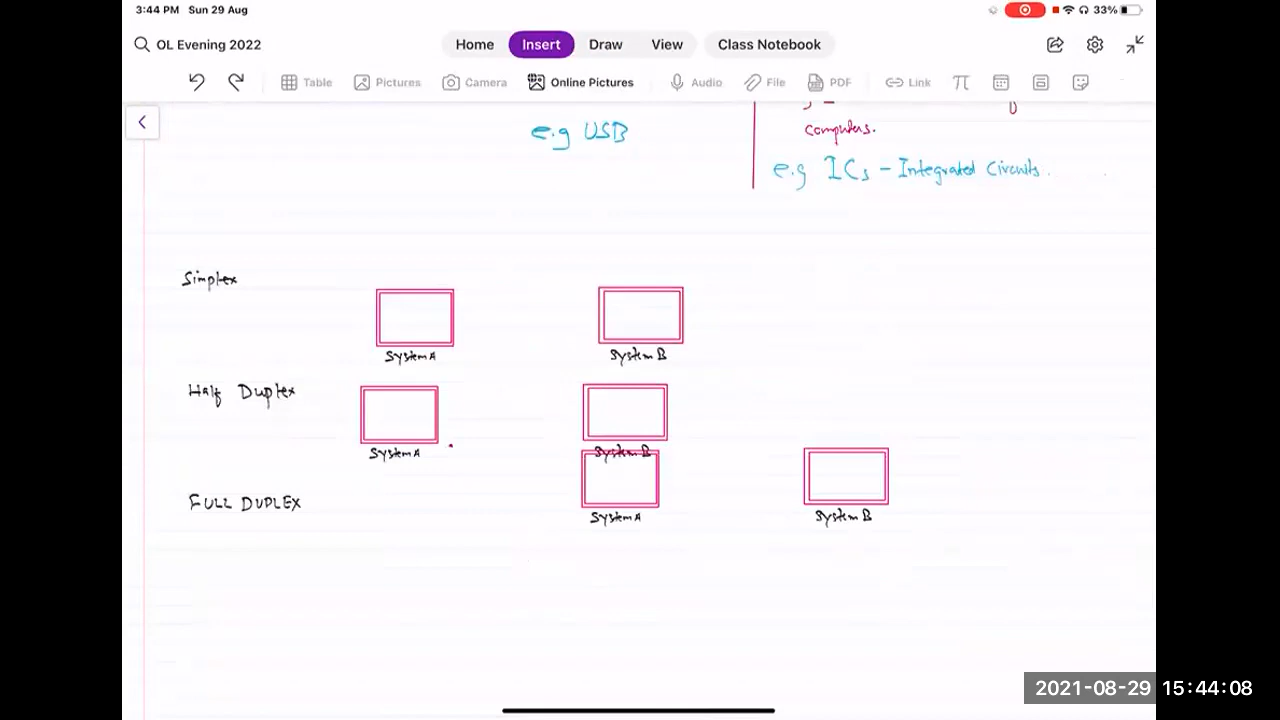 3:44 PM Sun 29 Aug
33%
OL Evening 2022
Home Insert Draw View Class Notebook
Table Pictures Camera Online Pictures Audio File PDF Link
e.g USB
computers.
e.g ICs - Integrated Circuits.
Simplex
System A System B
Half Duplex
System A System B
FULL DUPLEX
System A System B
2021-08-29 15:44:08